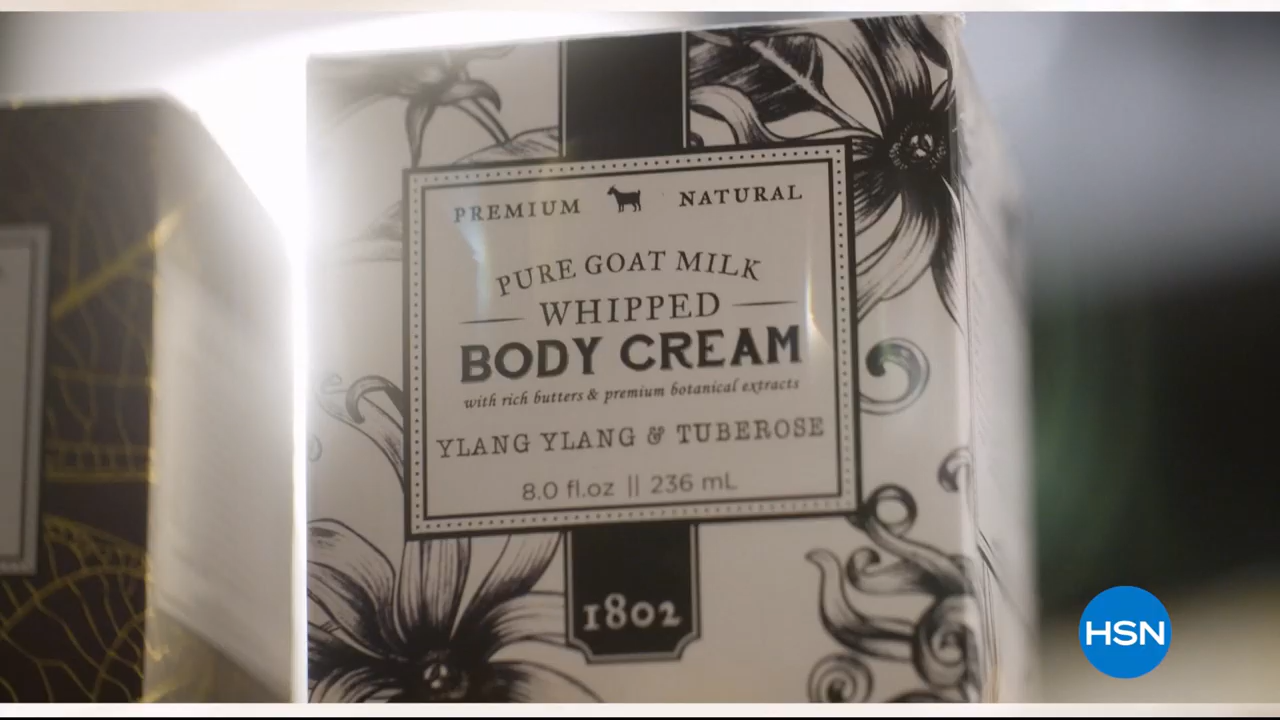 PREMIUM NATURAL
PURE GOAT MILK
WHIPPED
BODY CREAM
with rich butters & premium botanical extracts
YLANG YLANG & TUBEROSE
8.0 fl.oz || 236 mL
1802
HSN